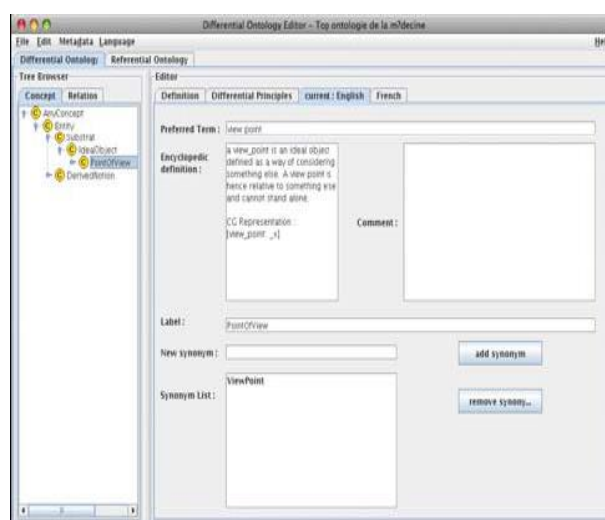 Differential Ontology Editor – Top ontologie de la m?decine
File Edit Metadata Language
Hel
Differential Ontology Referential Ontology
Tree Browser
Concept Relation
AnyConcept
Entity
Substrat
IdealObject
PointOfView
DerivedNotion
Editor
Definition Differential Principles current : English French
Preferred Term : view point
Encyclopedic definition :
a view_point is an ideal object
defined as a way of considering
something else. A view point is
hence relative to something else
and cannot stand alone.
CG Representation :
[view_point: _x]
Comment :
Label : PointOfView
New synonym :
add synonym
Synonym List :
ViewPoint
remove synony...